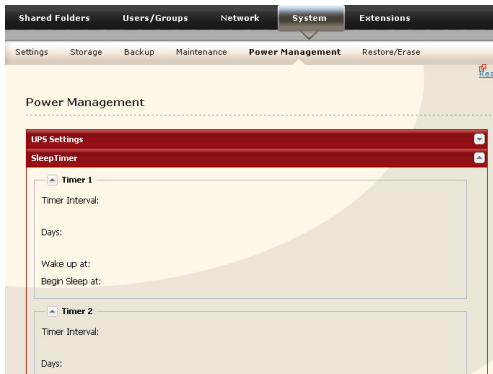 Shared Folders Users/Groups Network System Extensions
Settings Storage Backup Maintenance Power Management Restore/Erase
Power Management
UPS Settings
SleepTimer
Timer 1
Timer Interval:
Days:
Wake up at:
Begin Sleep at:
Timer 2
Timer Interval:
Days: